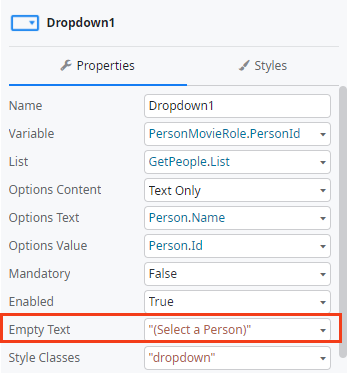 Dropdown1
Properties Styles
Name Dropdown1
Variable PersonMovieRole.PersonId
List GetPeople.List
Options Content Text Only
Options Text Person.Name
Options Value Person.Id
Mandatory False
Enabled True
Empty Text "(Select a Person)"
Style Classes "dropdown"